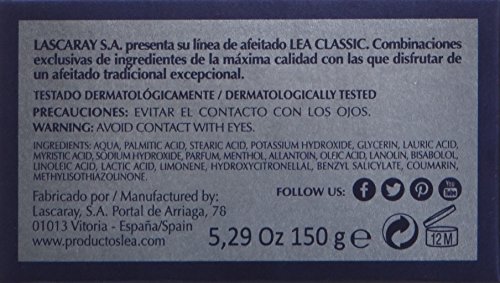 LASCARAY S.A. presenta su línea de afeitado LEA CLASSIC. Combinaciones
exclusivas de ingredientes de la máxima calidad con las que disfrutar de
un afeitado tradicional excepcional.
TESTADO DERMATOLÓGICAMENTE / DERMATOLOGICALLY TESTED
PRECAUCIONES: EVITAR EL CONTACTO CON LOS OJOS.
WARNING: AVOID CONTACT WITH EYES.
INGREDIENTS: AQUA, PALMITIC ACID, STEARIC ACID, POTASSIUM HYDROXIDE, GLYCERIN, LAURIC ACID,
MYRISTIC ACID, SODIUM HYDROXIDE, PARFUM, MENTHOL, ALLANTOIN, OLEIC ACID, LANOLIN, BISABOLOL,
LINOLEIC ACID, LACTIC ACID, LIMONENE, HYDROXYCITRONELLAL, BENZYL SALICYLATE, COUMARIN,
METHYLISOTHIAZOLINONE.
FOLLOW US:
You
Tube
Fabricado por / Manufactured by:
Lascaray, S.A. Portal de Arriaga, 78
01013 Vitoria - España/Spain
www.productoslea.com
5,29 Oz 150 g ℮
12M